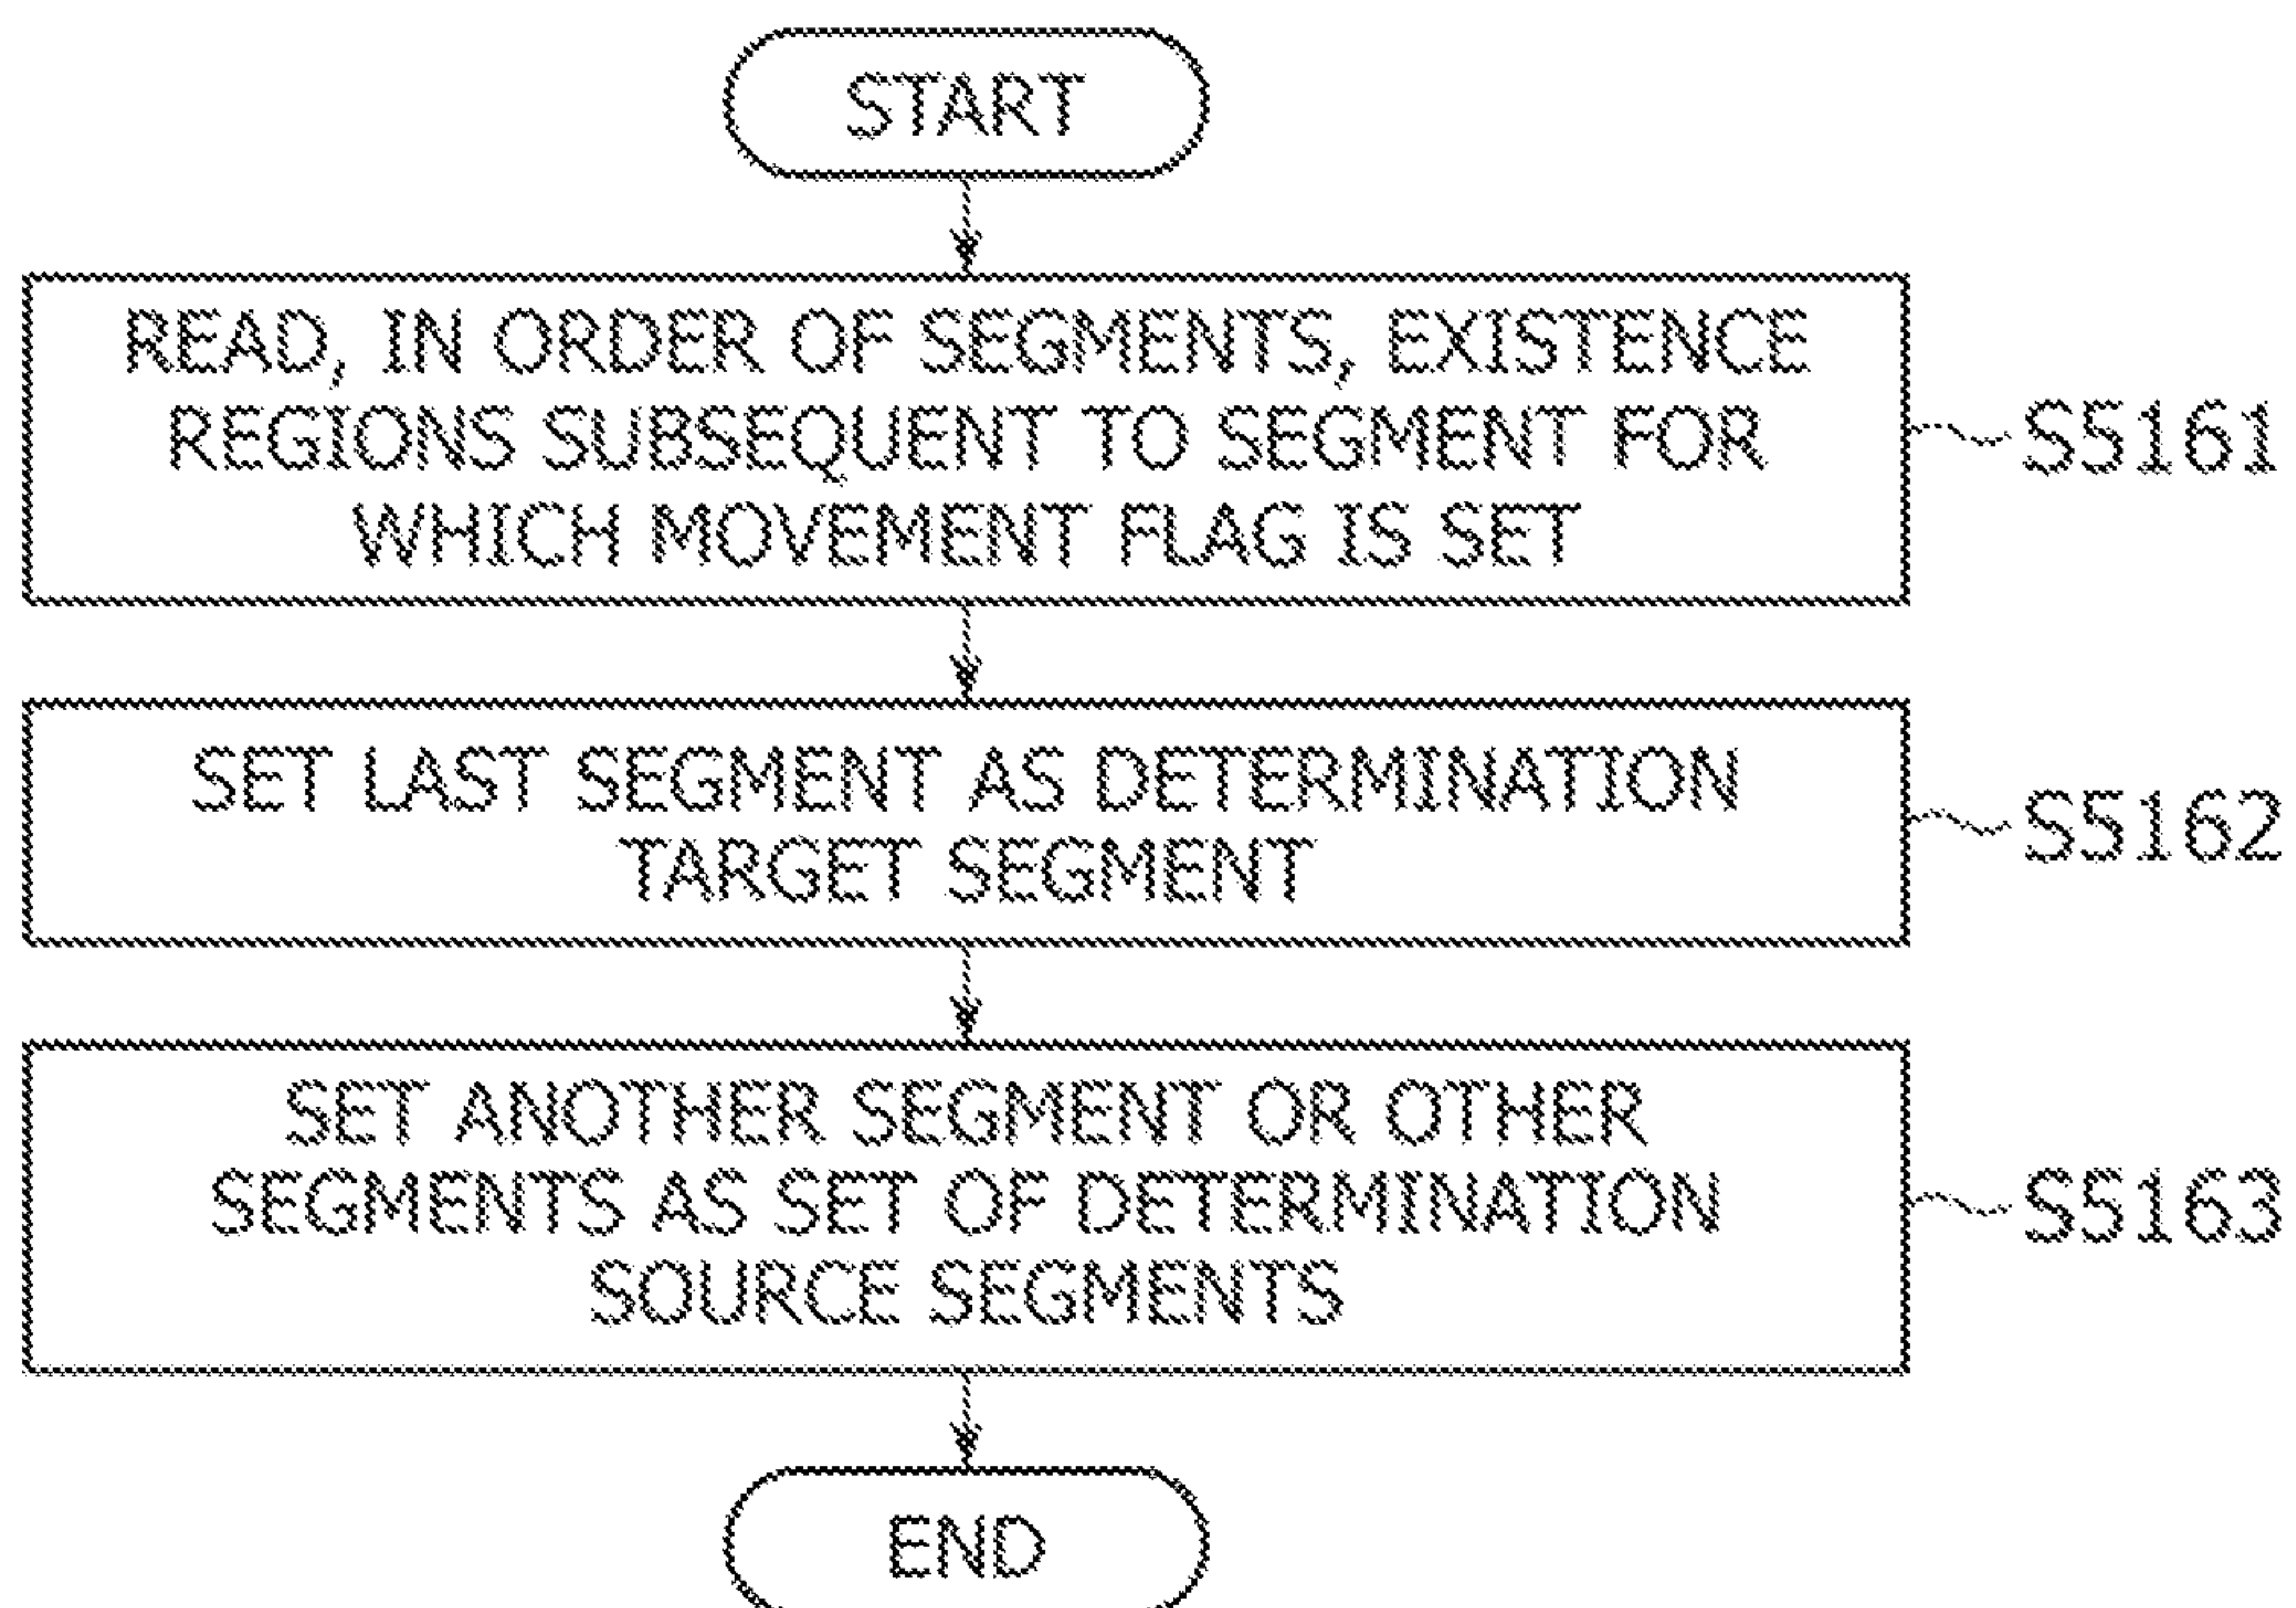 START
READ, IN ORDER OF SEGMENTS, EXISTENCE
REGIONS SUBSEQUENT TO SEGMENT FOR
WHICH MOVEMENT FLAG IS SET
S5161
SET LAST SEGMENT AS DETERMINATION
TARGET SEGMENT
S5162
SET ANOTHER SEGMENT OR OTHER
SEGMENTS AS SET OF DETERMINATION
SOURCE SEGMENTS
S5163
END